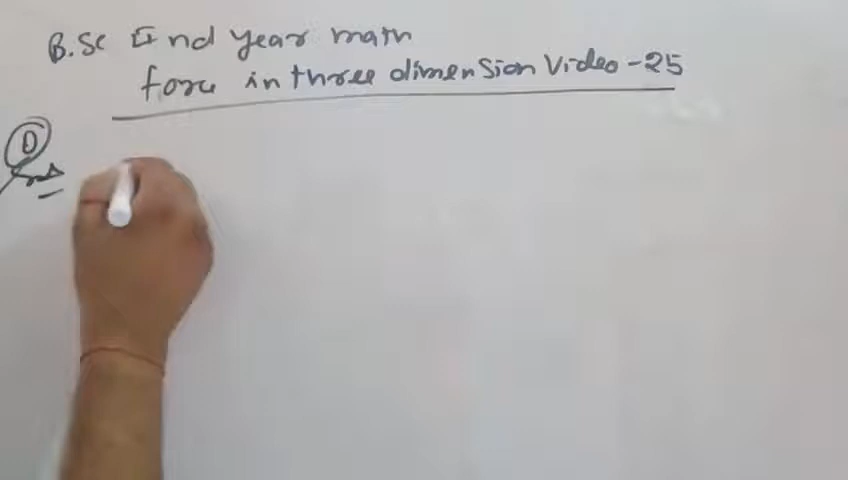 B.Sc IInd year math
force in three dimension Video-25